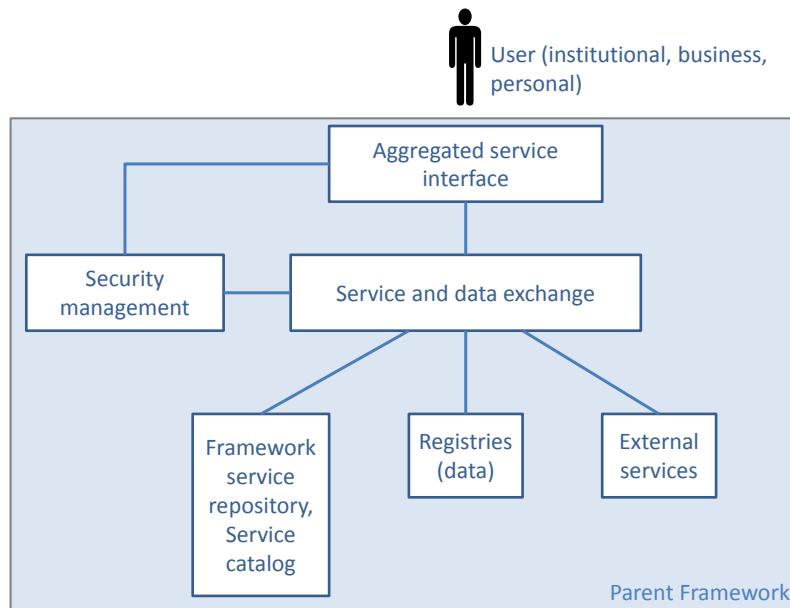 User (institutional, business,
personal)
Aggregated service
interface
Security
management
Service and data exchange
Framework
service
repository,
Service
catalog
Registries
(data)
External
services
Parent Framework